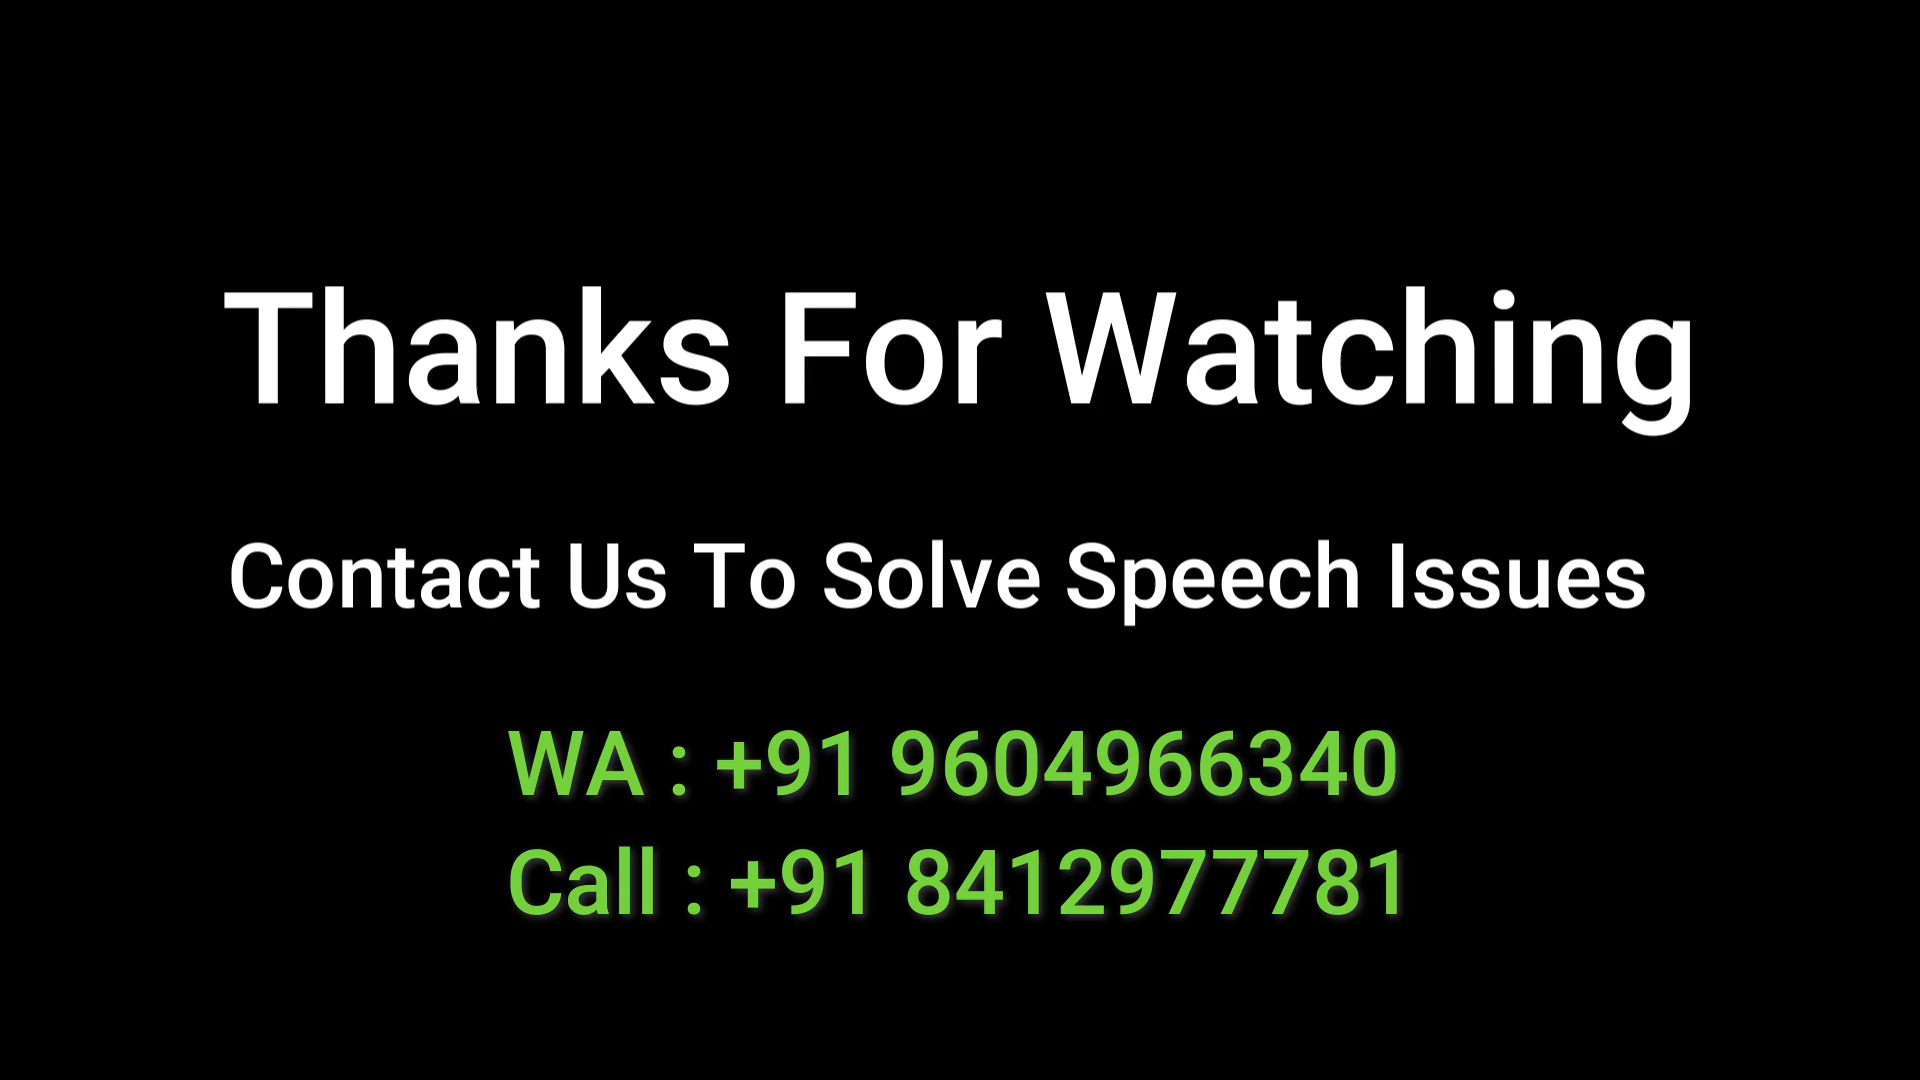 Thanks For Watching
Contact Us To Solve Speech Issues
WA : +91 9604966340
Call : +91 8412977781